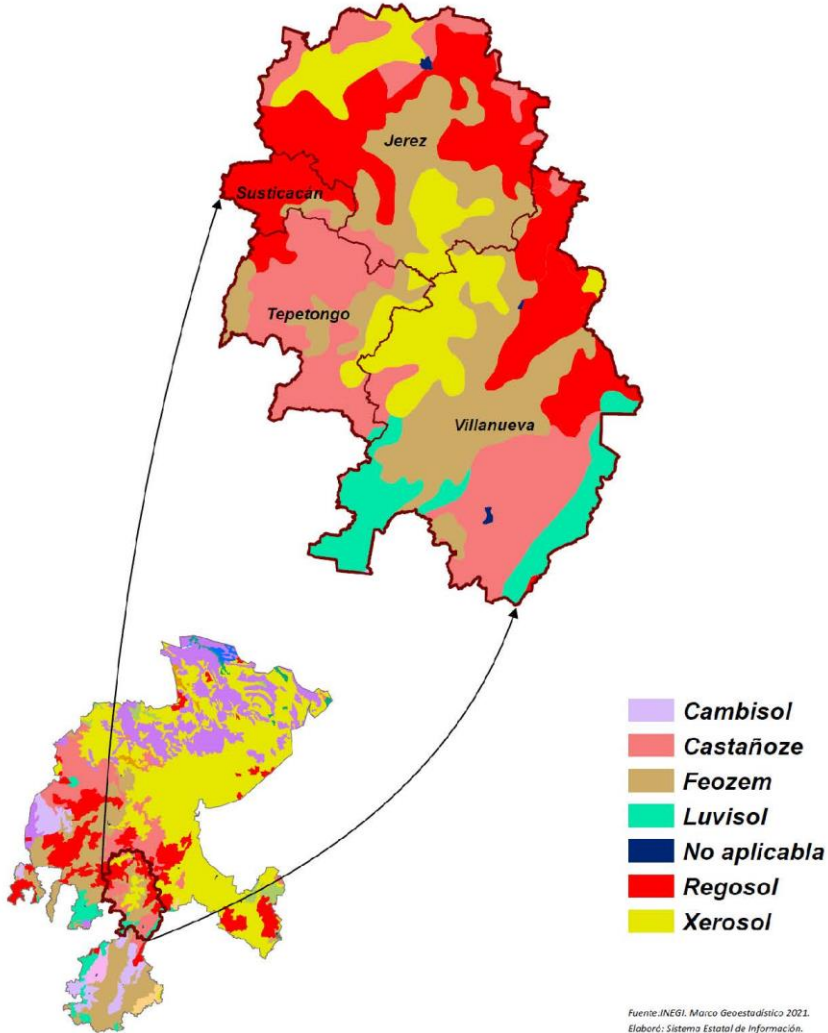 Jerez
Susticacán
Tepetongo
Villanueva
Cambisol
Castañoze
Feozem
Luvisol
No aplicabla
Regosol
Xerosol
Fuente.INEGI. Marco Geoestadístico 2021.
Elaboró: Sistema Estatal de Información.